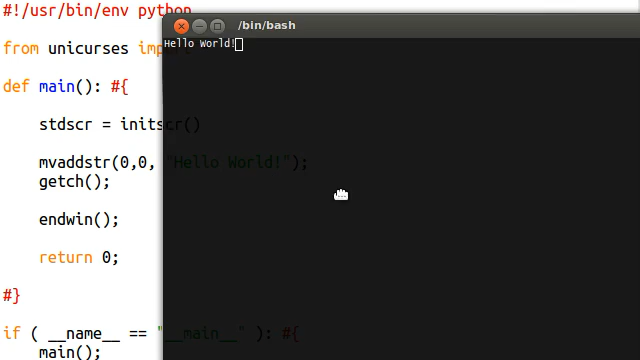 #!/usr/bin/env python
/bin/bash
Hello World!
from unicurses imp
def main(): #{
stdscr = initscr()
mvaddstr(0,0, "Hello World!");
getch();
endwin();
return 0;
#}
if ( __name__ == "__main__" ): #{
main();